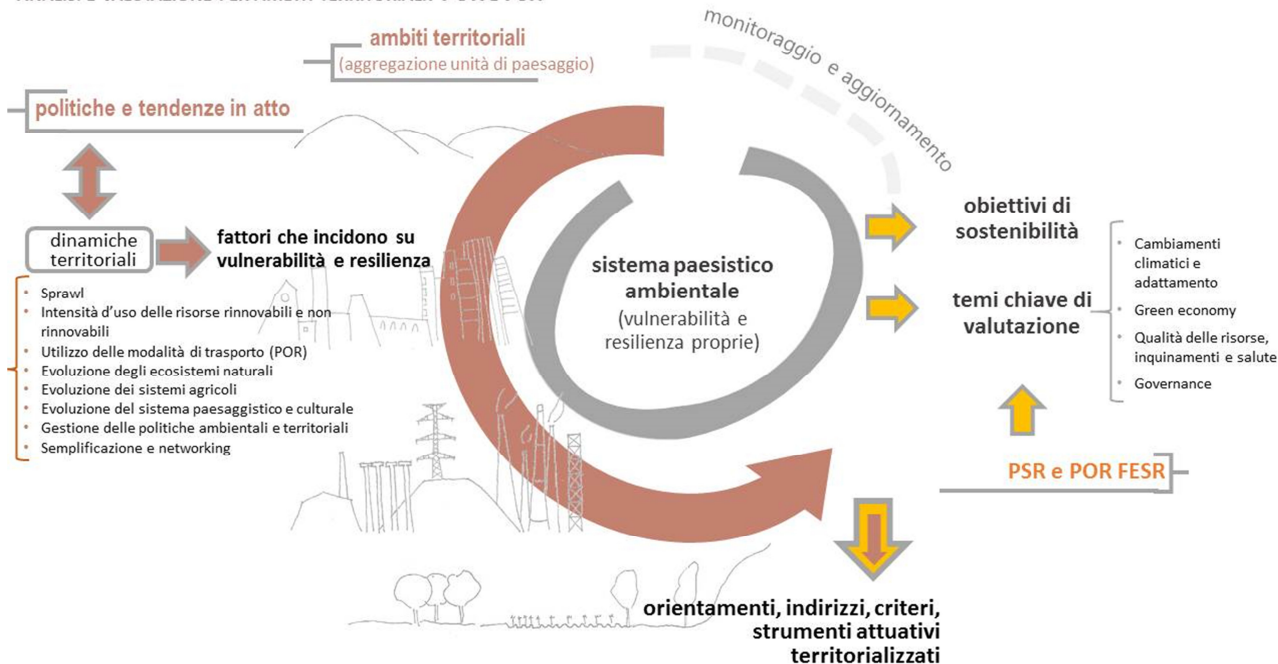 ambiti territoriali
(aggregazione unità di paesaggio)
politiche e tendenze in atto
monitoraggio e aggiornamento
dinamiche
territoriali
fattori che incidono su
vulnerabilità e resilienza
• Sprawl
• Intensità d'uso delle risorse rinnovabili e non
rinnovabili
• Utilizzo delle modalità di trasporto (POR)
• Evoluzione degli ecosistemi naturali
• Evoluzione dei sistemi agricoli
• Evoluzione del sistema paesaggistico e culturale
• Gestione delle politiche ambientali e territoriali
• Semplificazione e networking
sistema paesistico
ambientale
(vulnerabilità e
resilienza proprie)
obiettivi di
sostenibilità
temi chiave di
valutazione
• Cambiamenti
climatici e
adattamento
• Green economy
• Qualità delle risorse,
inquinamenti e salute
• Governance
PSR e POR FESR
orientamenti, indirizzi, criteri,
strumenti attuativi
territorializzati